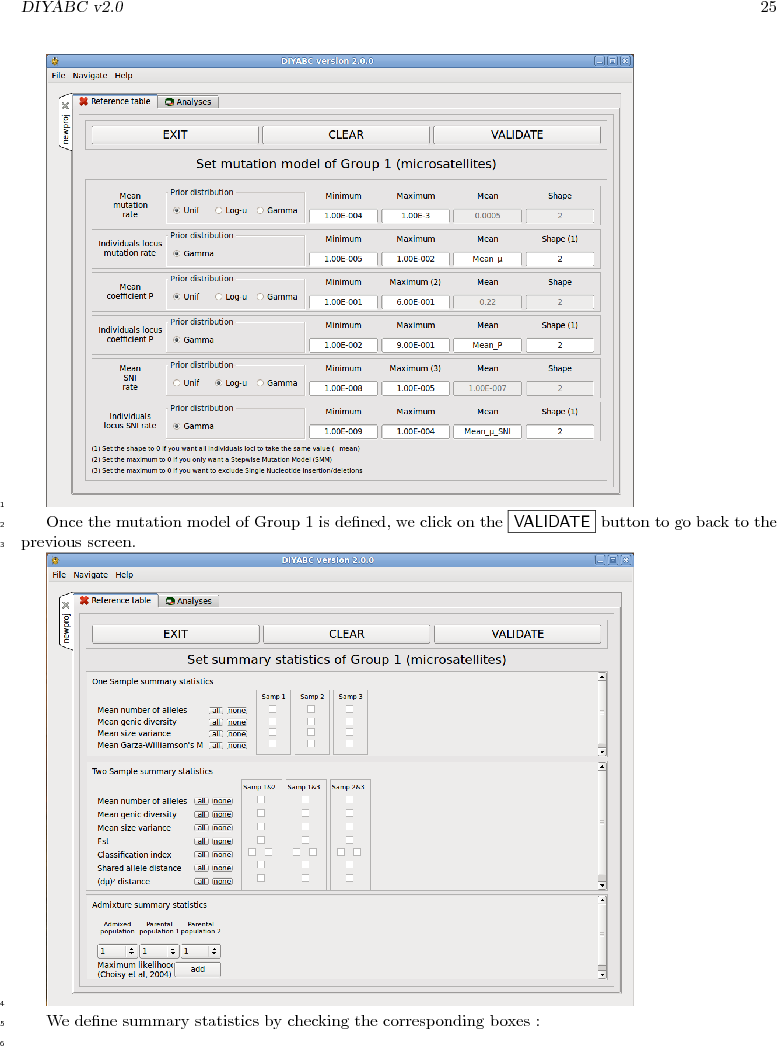 DIYABC v2.0 25
DIYABC version 2.0.0
File Navigate Help
newproj
Reference table Analyses
EXIT CLEAR VALIDATE
Set mutation model of Group 1 (microsatellites)
Mean mutation rate Prior distribution Unif Log-u Gamma Minimum Maximum Mean Shape
1.00E-004 1.00E-3 0.0005 2
Individuals locus mutation rate Prior distribution Gamma Minimum Maximum Mean Shape (1)
1.00E-005 1.00E-002 Mean_μ 2
Mean coefficient P Prior distribution Unif Log-u Gamma Minimum Maximum (2) Mean Shape
1.00E-001 6.00E-001 0.22 2
Individuals locus coefficient P Prior distribution Gamma Minimum Maximum Mean Shape (1)
1.00E-002 9.00E-001 Mean_P 2
Mean SNI rate Prior distribution Unif Log-u Gamma Minimum Maximum (3) Mean Shape
1.00E-008 1.00E-005 1.00E-007 2
Individuals locus SNI rate Prior distribution Gamma Minimum Maximum Mean Shape (1)
1.00E-009 1.00E-004 Mean_μ_SNI 2
(1) Set the shape to 0 if you want all individuals loci to take the same value (=mean)
(2) Set the maximum to 0 if you only want a Stepwise Mutation Model (SMM)
(3) Set the maximum to 0 if you want to exclude Single Nucleotide Insertion/deletions
1
2 Once the mutation model of Group 1 is defined, we click on the VALIDATE button to go back to the
3 previous screen.
DIYABC version 2.0.0
File Navigate Help
newproj
Reference table Analyses
EXIT CLEAR VALIDATE
Set summary statistics of Group 1 (microsatellites)
One Sample summary statistics
Samp 1 Samp 2 Samp 3
Mean number of alleles all none
Mean genic diversity all none
Mean size variance all none
Mean Garza-Williamson's M all none
Two Sample summary statistics
Samp 1&2 Samp 1&3 Samp 2&3
Mean number of alleles all none
Mean genic diversity all none
Mean size variance all none
Fst all none
Classification index all none
Shared allele distance all none
(dμ)² distance all none
Admixture summary statistics
Admixed population Parental population 1 Parental population 2
1 1 1
Maximum likelihood
(Choisy et al, 2004) add
4
5 We define summary statistics by checking the corresponding boxes :
6